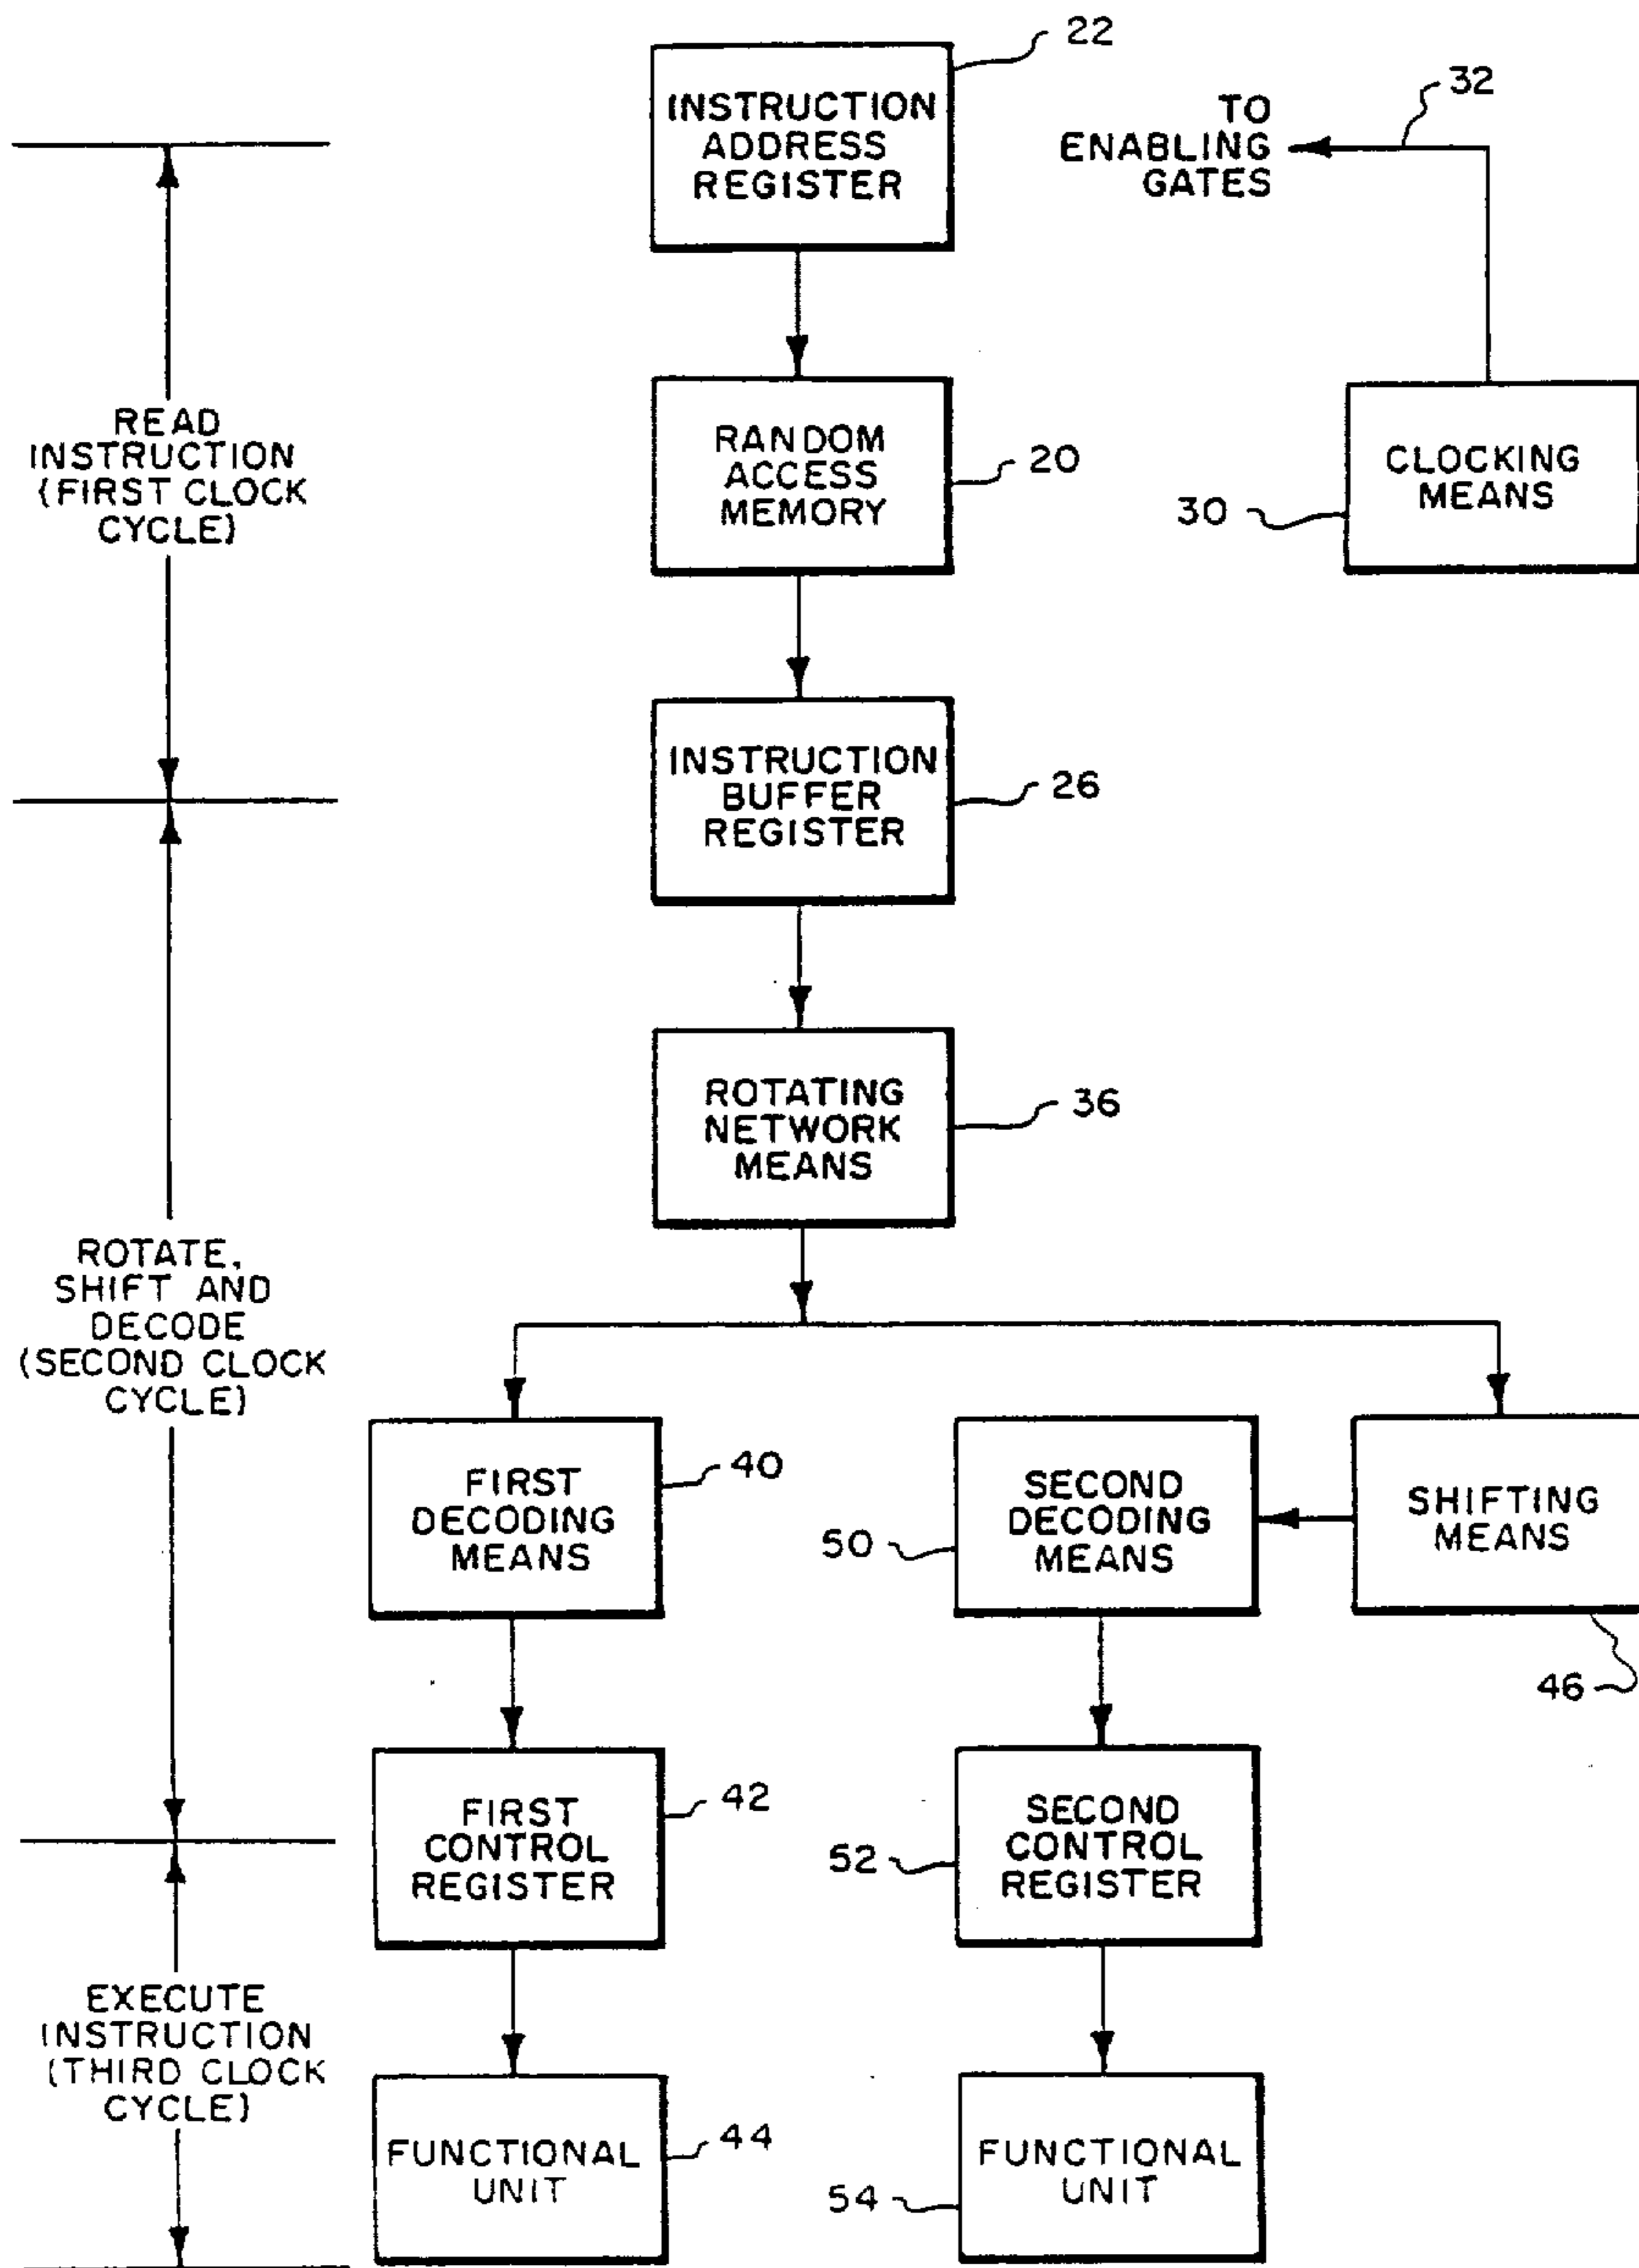 22
INSTRUCTION
ADDRESS
REGISTER
32
TO
ENABLING
GATES
READ
INSTRUCTION
(FIRST CLOCK
CYCLE)
RANDOM
ACCESS
MEMORY
20
CLOCKING
MEANS
30
INSTRUCTION
BUFFER
REGISTER
26
ROTATING
NETWORK
MEANS
36
ROTATE,
SHIFT AND
DECODE
(SECOND CLOCK
CYCLE)
FIRST
DECODING
MEANS
40
SECOND
DECODING
MEANS
50
SHIFTING
MEANS
46
FIRST
CONTROL
REGISTER
42
SECOND
CONTROL
REGISTER
52
EXECUTE
INSTRUCTION
(THIRD CLOCK
CYCLE)
FUNCTIONAL
UNIT
44
FUNCTIONAL
UNIT
54